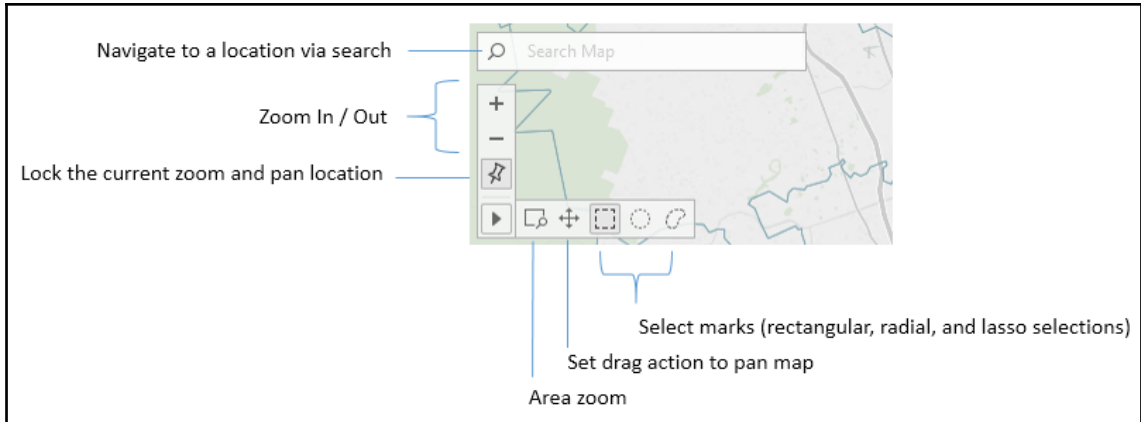 Navigate to a location via search
Search Map
Zoom In / Out
Lock the current zoom and pan location
Select marks (rectangular, radial, and lasso selections)
Set drag action to pan map
Area zoom